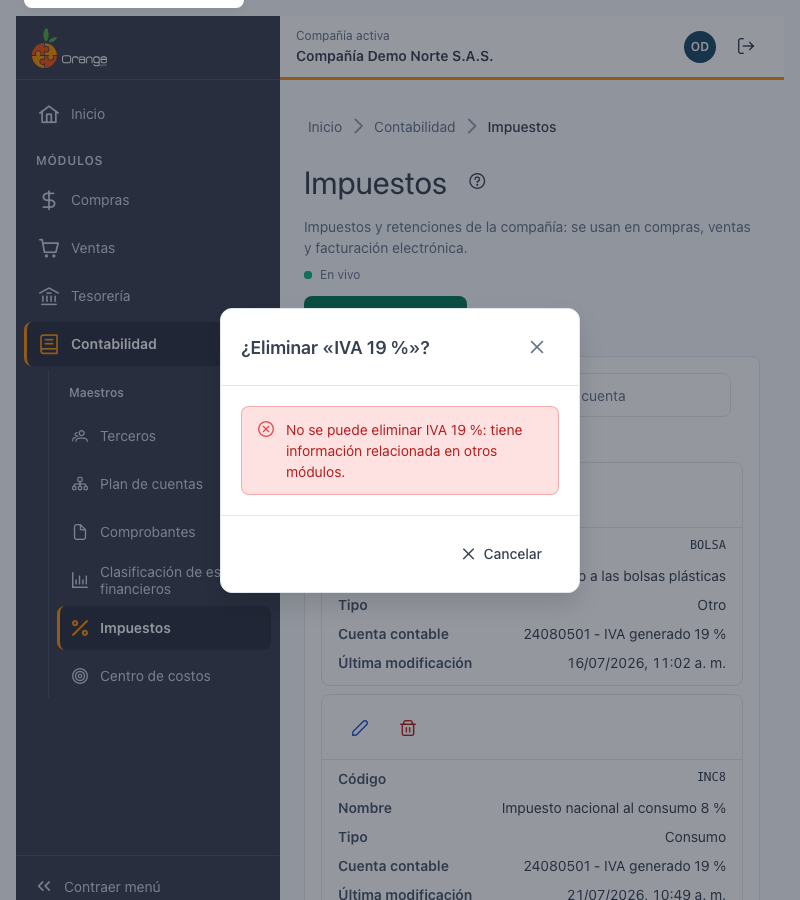 Orange
Compañía activa
Compañía Demo Norte S.A.S.
OD
Inicio
MÓDULOS
Compras
Ventas
Tesorería
Contabilidad
Maestros
Terceros
Plan de cuentas
Comprobantes
Clasificación de es
financieros
Impuestos
Centro de costos
Contraer menú
Inicio
Contabilidad
Impuestos
Impuestos
Impuestos y retenciones de la compañía: se usan en compras, ventas
y facturación electrónica.
En vivo
¿Eliminar «IVA 19 %»?
No se puede eliminar IVA 19 %: tiene
información relacionada en otros
módulos.
Cancelar
cuenta
BOLSA
o a las bolsas plásticas
Tipo Otro
Cuenta contable 24080501 - IVA generado 19 %
Última modificación 16/07/2026, 11:02 a. m.
Código INC8
Nombre Impuesto nacional al consumo 8 %
Tipo Consumo
Cuenta contable 24080501 - IVA generado 19 %
Última modificación 21/07/2026, 10:49 a. m.